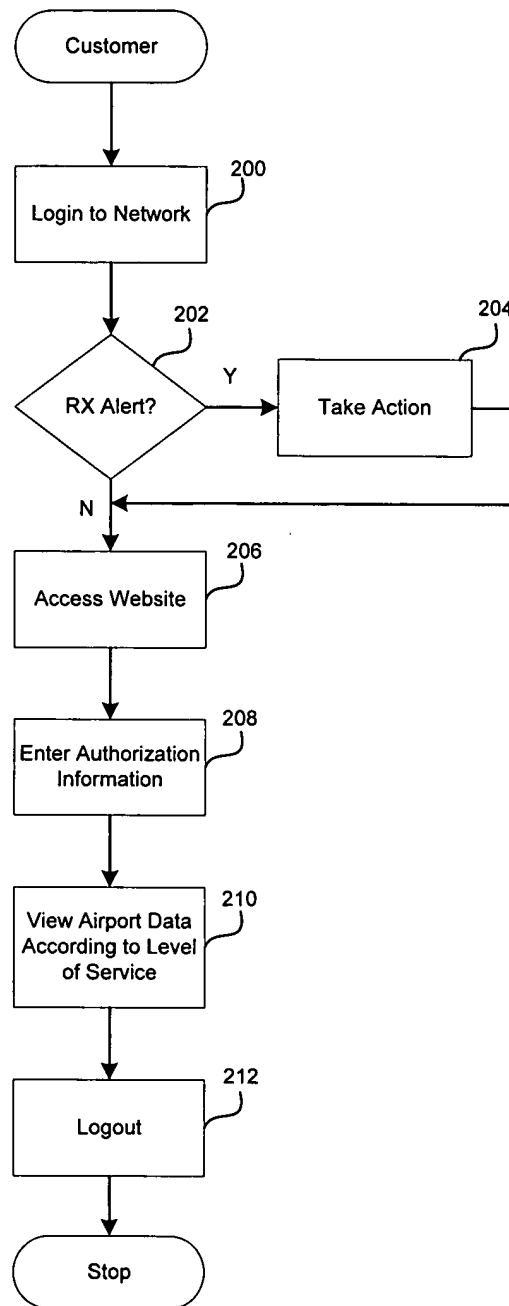 Customer
200
Login to Network
202
204
RX Alert?
Y
Take Action
N
206
Access Website
208
Enter Authorization
Information
210
View Airport Data
According to Level
of Service
212
Logout
Stop